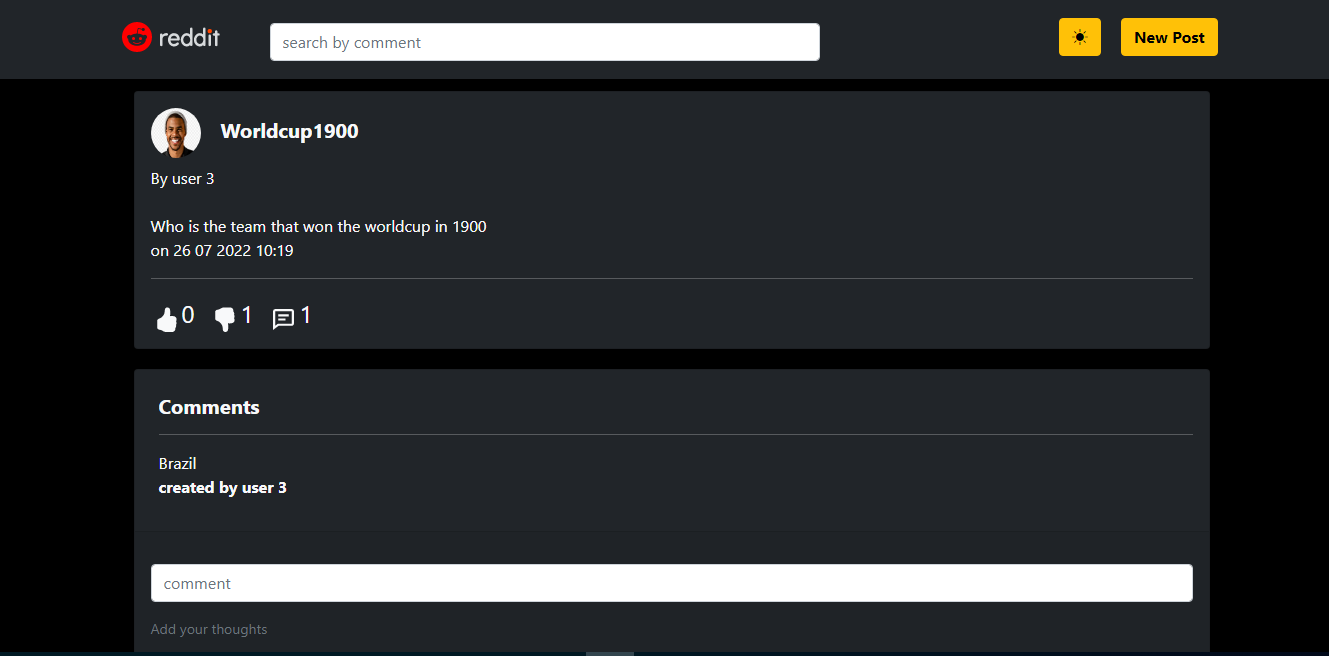 reddit
search by comment
New Post
Worldcup1900
By user 3
Who is the team that won the worldcup in 1900
on 26 07 2022 10:19
0 1 1
Comments
Brazil
created by user 3
comment
Add your thoughts